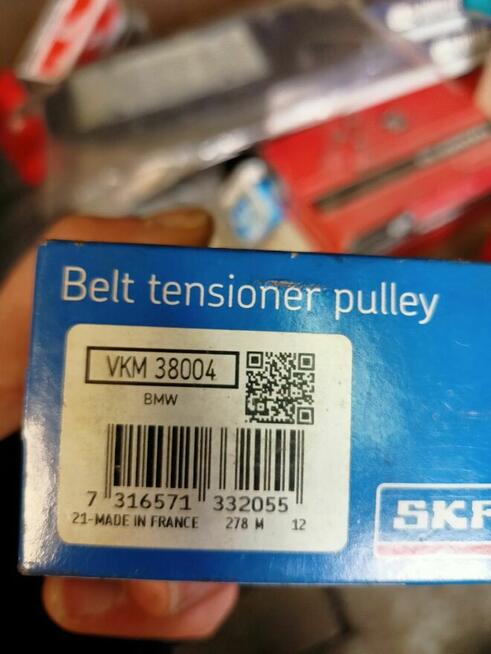 Belt tensioner pulley
VKM 38004
BMW
7 316571 332055
21-MADE IN FRANCE 278 M 12
SKF